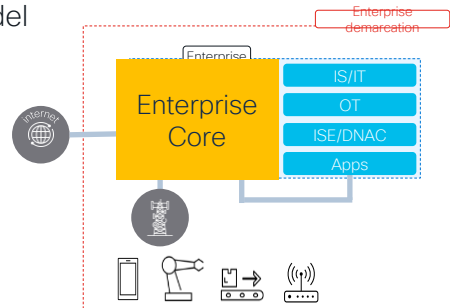 del
Enterprise
demarcation
Enterprise
internet
Enterprise
Core
IS/IT
OT
ISE/DNAC
Apps
L